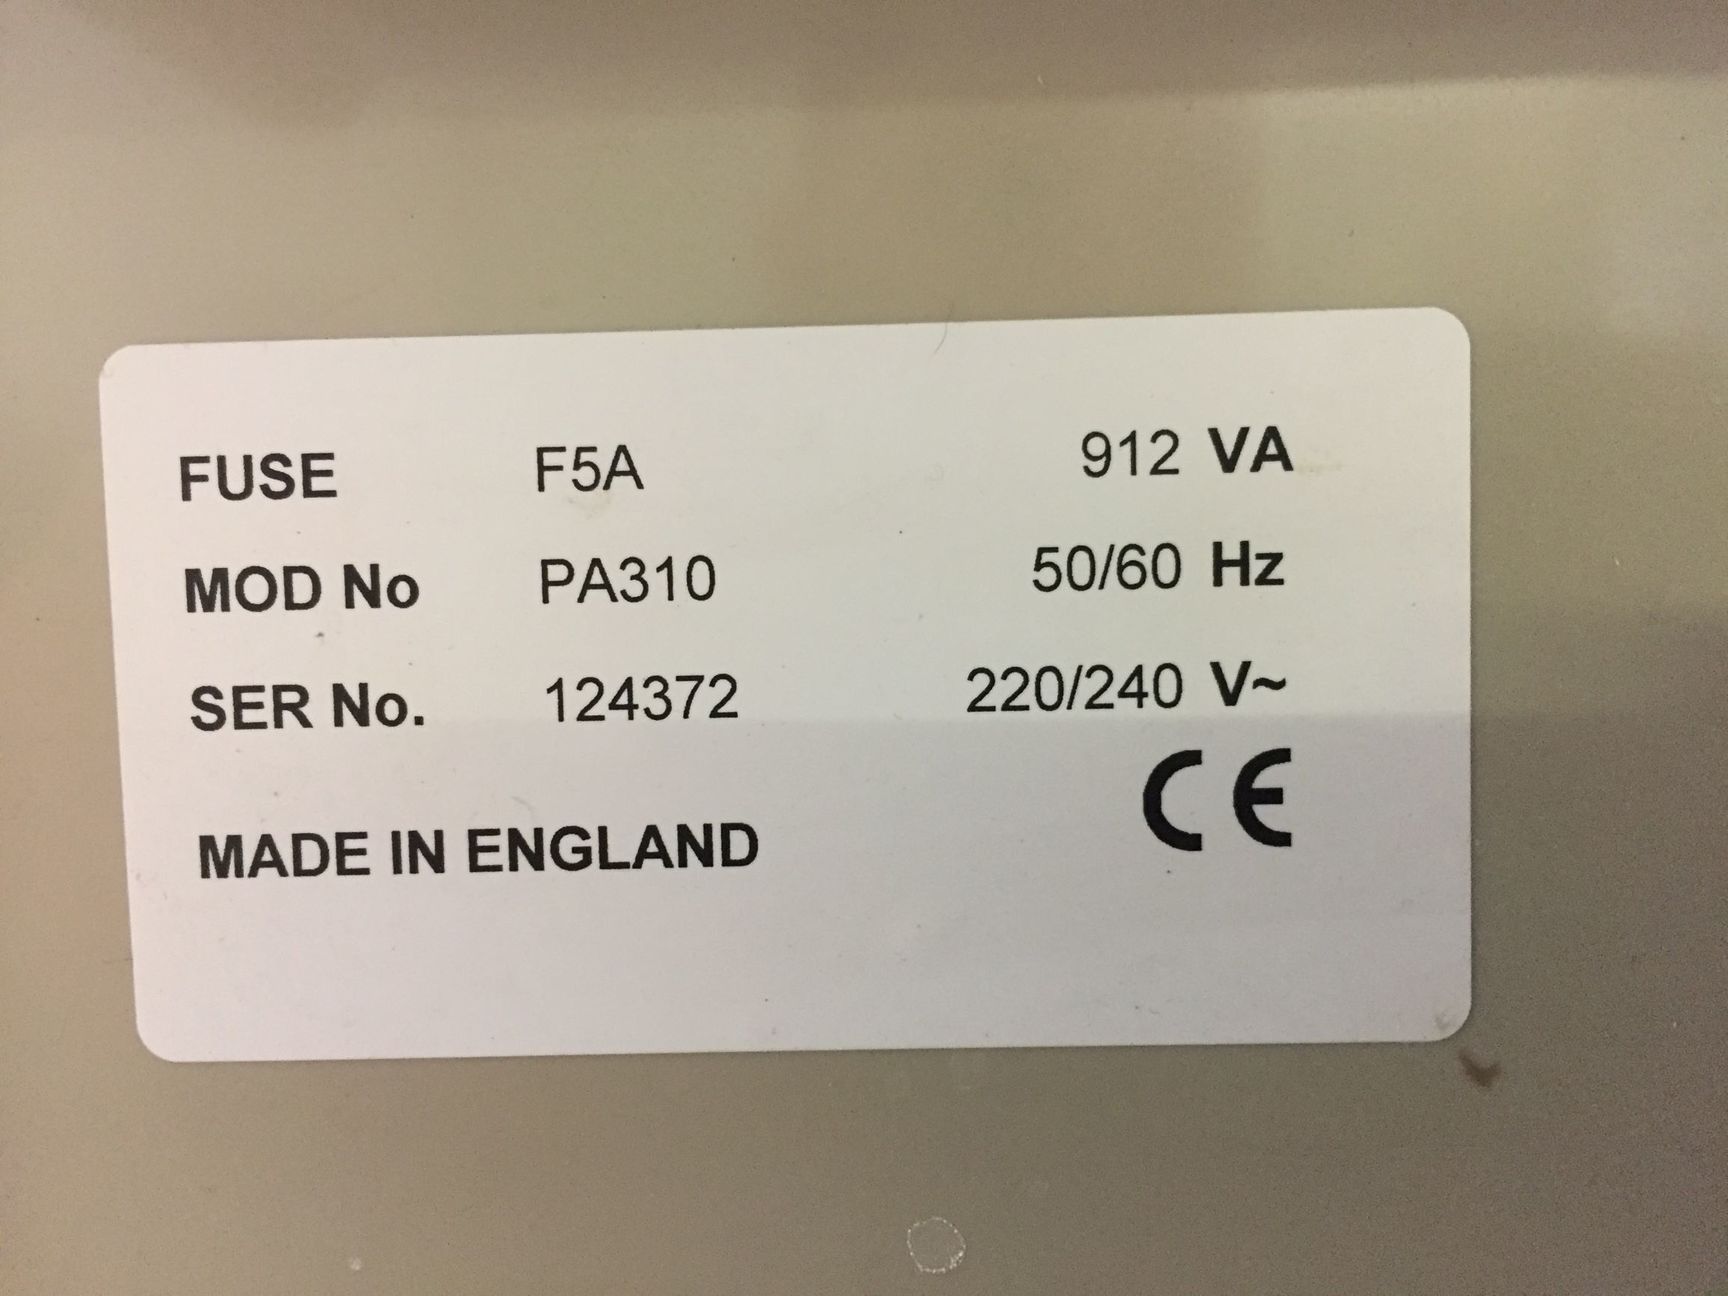 FUSE F5A 912 VA
MOD No PA310 50/60 Hz
SER No. 124372 220/240 V~
MADE IN ENGLAND CE